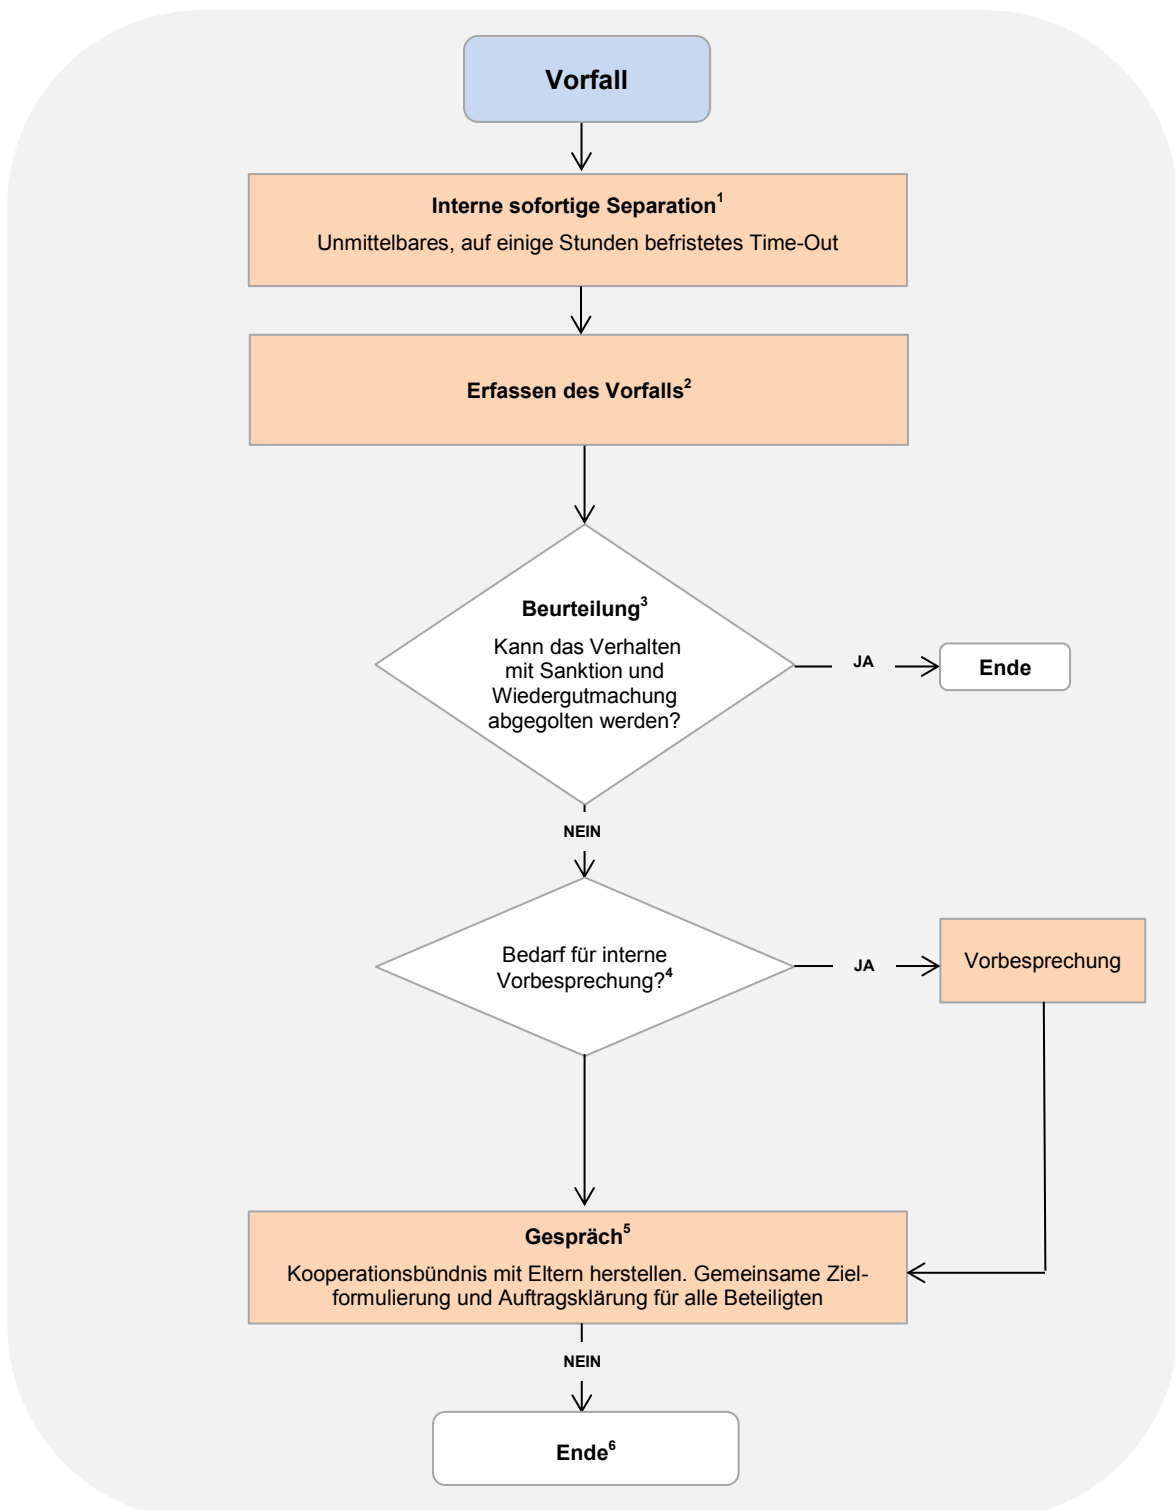 Vorfall
Interne sofortige Separation¹
Unmittelbares, auf einige Stunden befristetes Time-Out
Erfassen des Vorfalls²
Beurteilung³
Kann das Verhalten
mit Sanktion und
Wiedergutmachung
abgegolten werden?
JA
Ende
NEIN
Bedarf für interne
Vorbesprechung?⁴
JA
Vorbesprechung
Gespräch⁵
Kooperationsbündnis mit Eltern herstellen. Gemeinsame Ziel-
formulierung und Auftragsklärung für alle Beteiligten
NEIN
Ende⁶